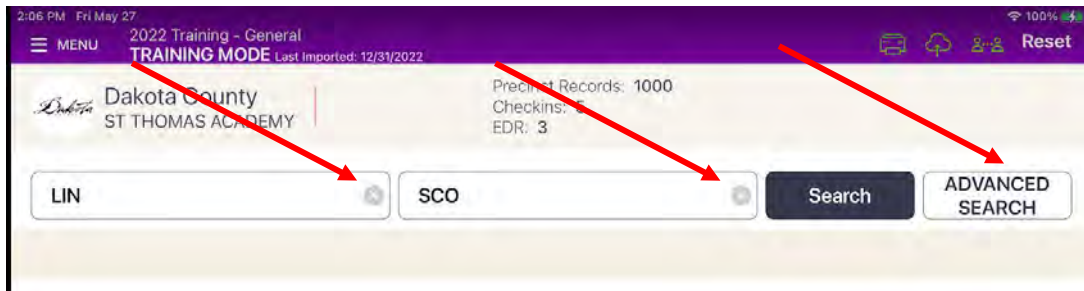 2:06 PM Fri May 27
100%
MENU
2022 Training - General
TRAINING MODE Last Imported: 12/31/2022
Reset
Dakota
Dakota County
ST THOMAS ACADEMY
Precinct Records: 1000
Checkins: 5
EDR: 3
LIN
SCO
Search
ADVANCED
SEARCH